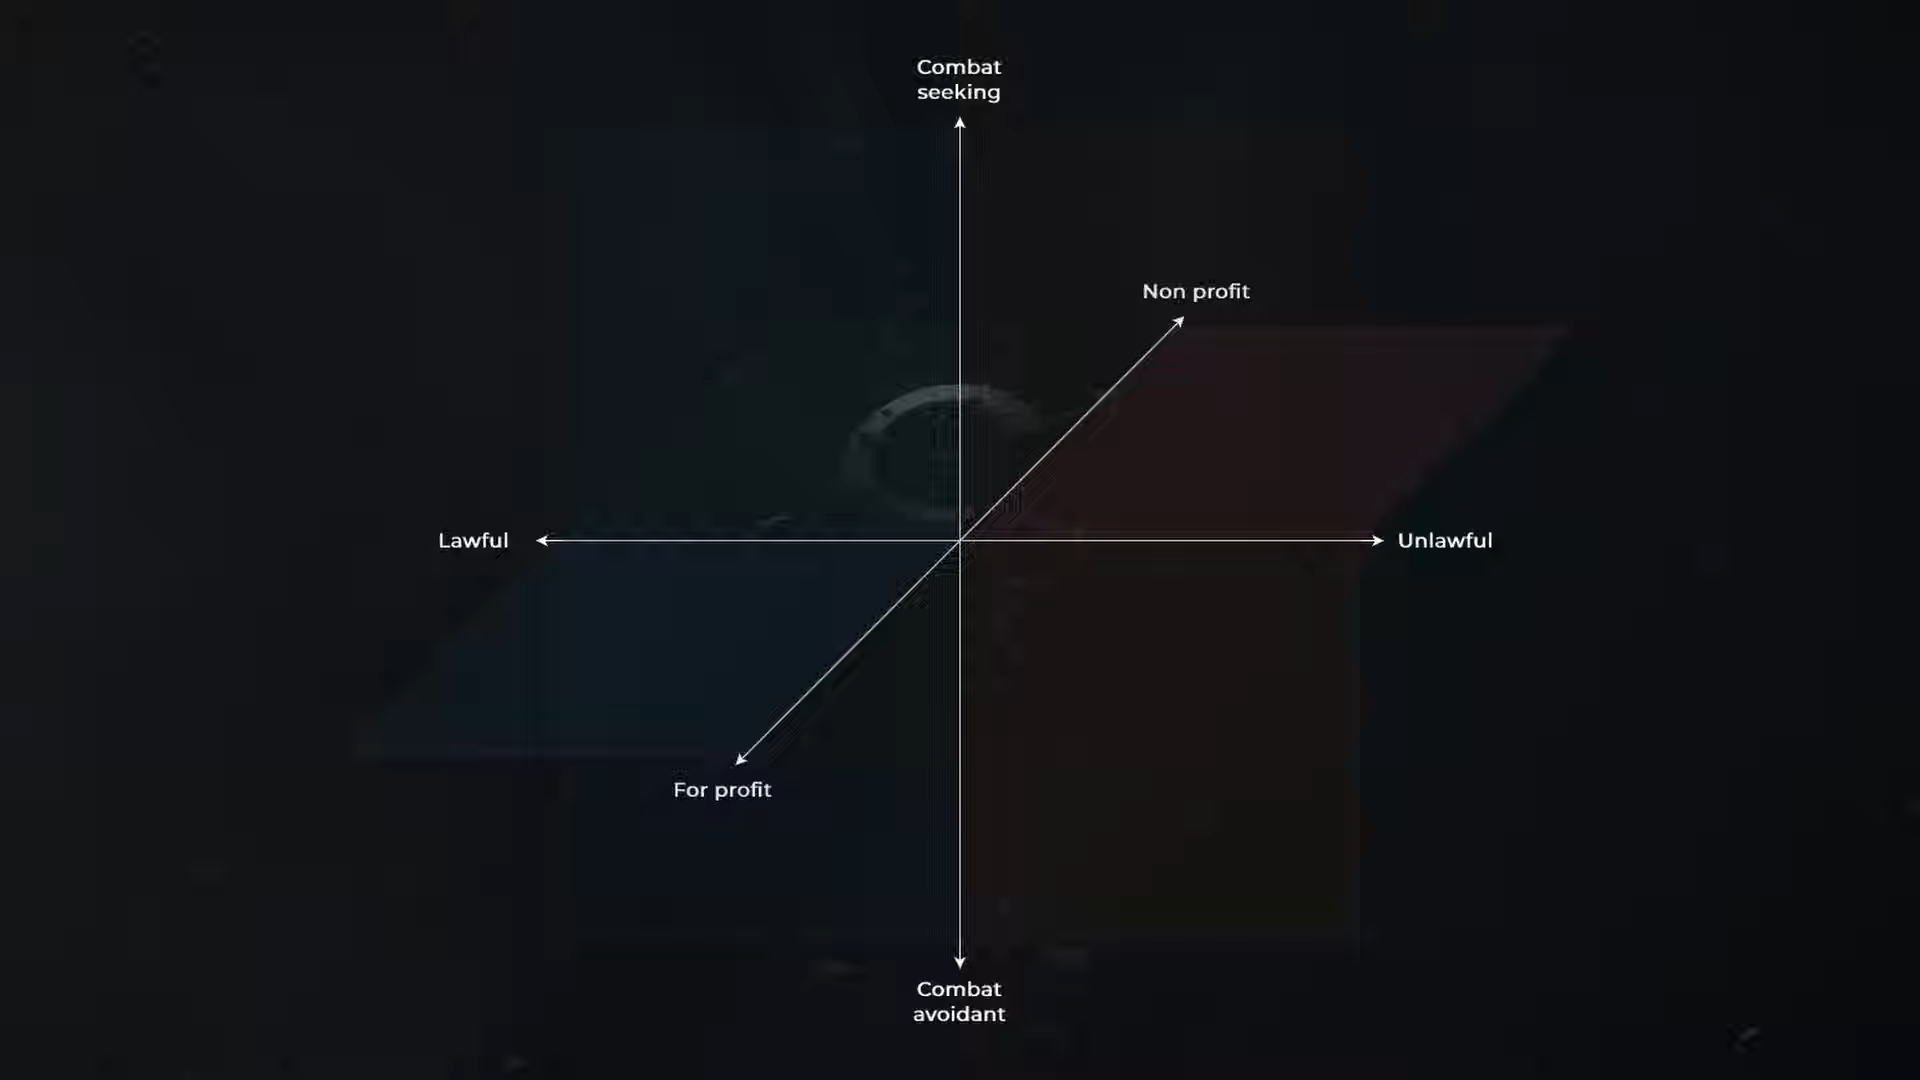 Combat
seeking
Non profit
Lawful
Unlawful
For profit
Combat
avoidant